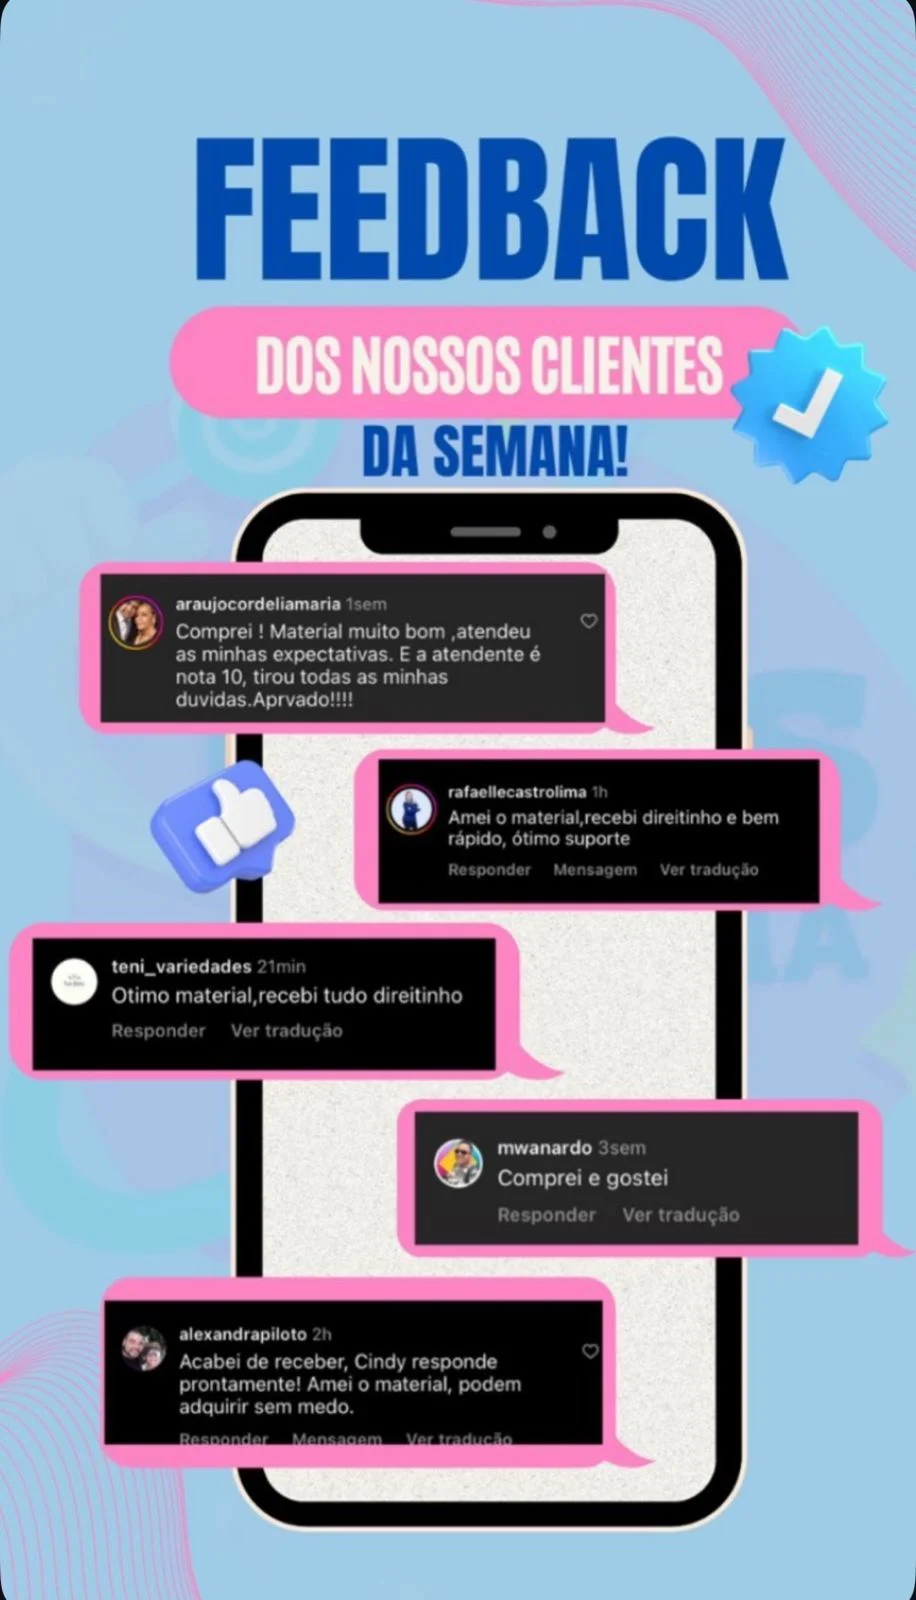 FEEDBACK
DOS NOSSOS CLIENTES
DA SEMANA!
araujocordeliamaria 1sem
Comprei ! Material muito bom ,atendeu
as minhas expectativas. E a atendente é
nota 10, tirou todas as minhas
duvidas.Aprvado!!!!
rafaellecastrolima 1h
Amei o material,recebi direitinho e bem
rápido, ótimo suporte
Responder Mensagem Ver tradução
teni_variedades 21min
Otimo material,recebi tudo direitinho
Responder Ver tradução
mwanardo 3sem
Comprei e gostei
Responder Ver tradução
alexandrapiloto 2h
Acabei de receber, Cindy responde
prontamente! Amei o material, podem
adquirir sem medo.
Responder Mensagem Ver tradução